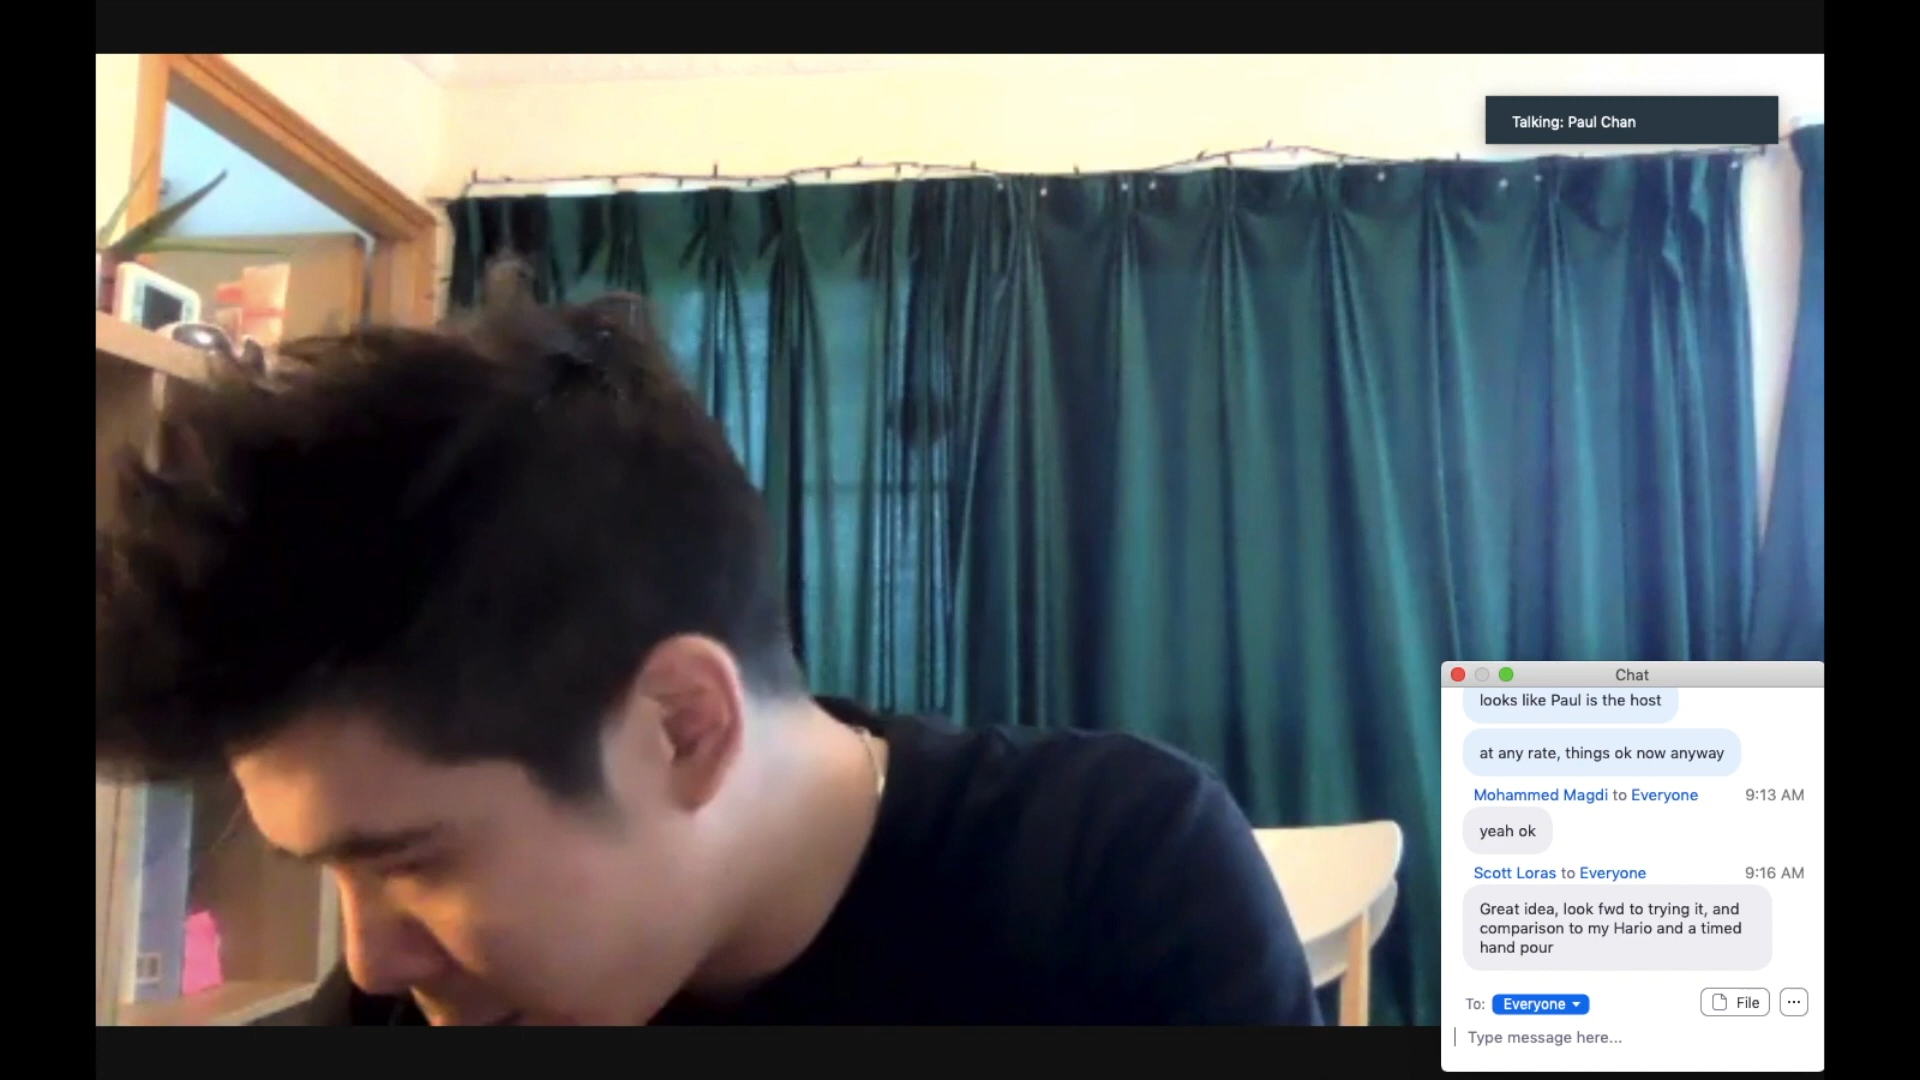 Talking: Paul Chan
Chat
looks like Paul is the host
at any rate, things ok now anyway
Mohammed Magdi to Everyone 9:13 AM
yeah ok
Scott Loras to Everyone 9:16 AM
Great idea, look fwd to trying it, and
comparison to my Hario and a timed
hand pour
To: Everyone File ...
Type message here...